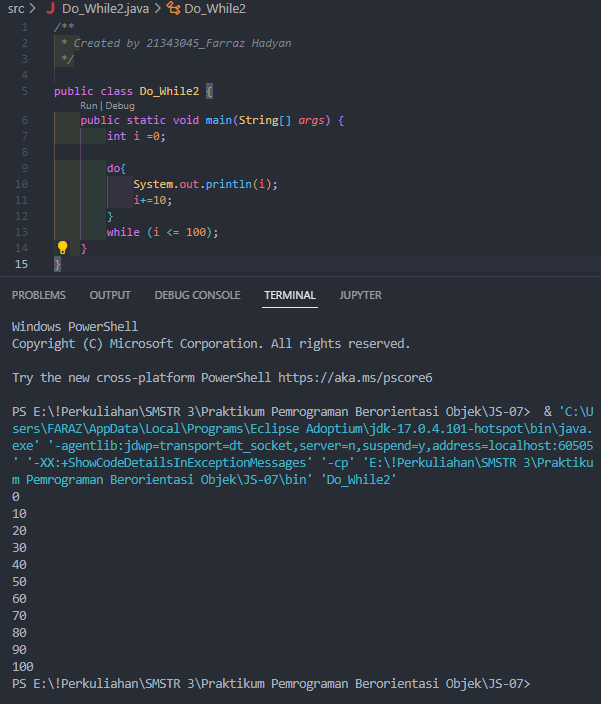 src > J Do_While2.java > Do_While2
1 /**
2 * Created by 21343045_Farraz Hadyan
3 */
4
5 public class Do_While2 {
Run | Debug
6 public static void main(String[] args) {
7 int i =0;
8
9 do{
10 System.out.println(i);
11 i+=10;
12 }
13 while (i <= 100);
14 }
15 }
PROBLEMS OUTPUT DEBUG CONSOLE TERMINAL JUPYTER
Windows PowerShell
Copyright (C) Microsoft Corporation. All rights reserved.
Try the new cross-platform PowerShell https://aka.ms/pscore6
PS E:\!Perkuliahan\SMSTR 3\Praktikum Pemrograman Berorientasi Objek\JS-07> & 'C:\U
sers\FARAZ\AppData\Local\Programs\Eclipse Adoptium\jdk-17.0.4.101-hotspot\bin\java.
exe' '-agentlib:jdwp=transport=dt_socket,server=n,suspend=y,address=localhost:60505
' '-XX:+ShowCodeDetailsInExceptionMessages' '-cp' 'E:\!Perkuliahan\SMSTR 3\Praktiku
m Pemrograman Berorientasi Objek\JS-07\bin' 'Do_While2'
0
10
20
30
40
50
60
70
80
90
100
PS E:\!Perkuliahan\SMSTR 3\Praktikum Pemrograman Berorientasi Objek\JS-07>